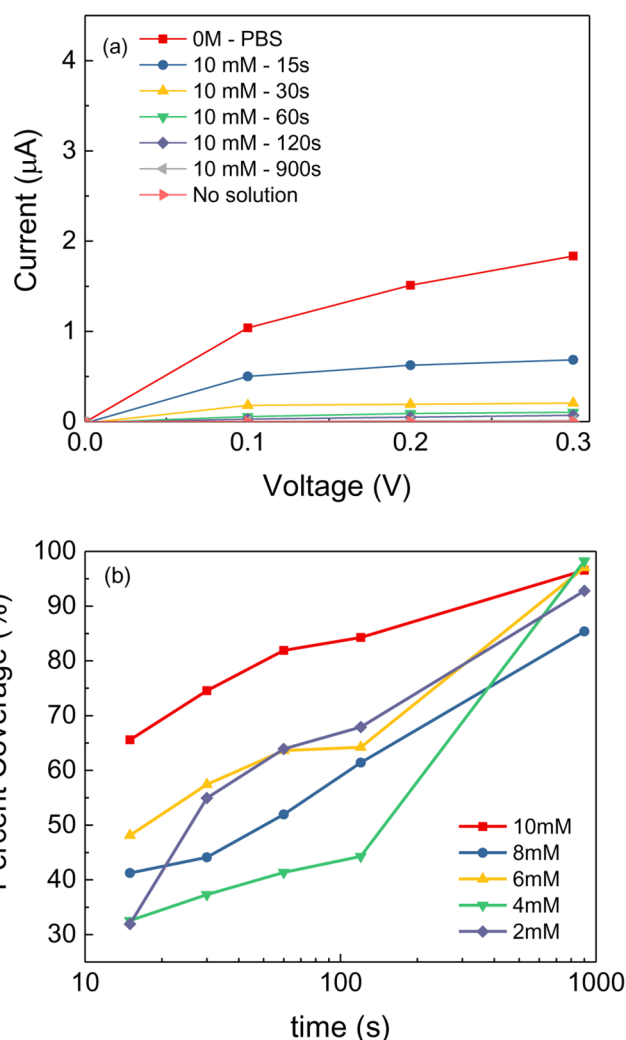 (a)
0M - PBS
10 mM - 15s
10 mM - 30s
10 mM - 60s
10 mM - 120s
10 mM - 900s
No solution
4
3
2
1
0
Current (µA)
0.0 0.1 0.2 0.3
Voltage (V)
(b)
100
90
80
70
60
50
40
30
Percent Coverage (%)
10mM
8mM
6mM
4mM
2mM
10 100 1000
time (s)